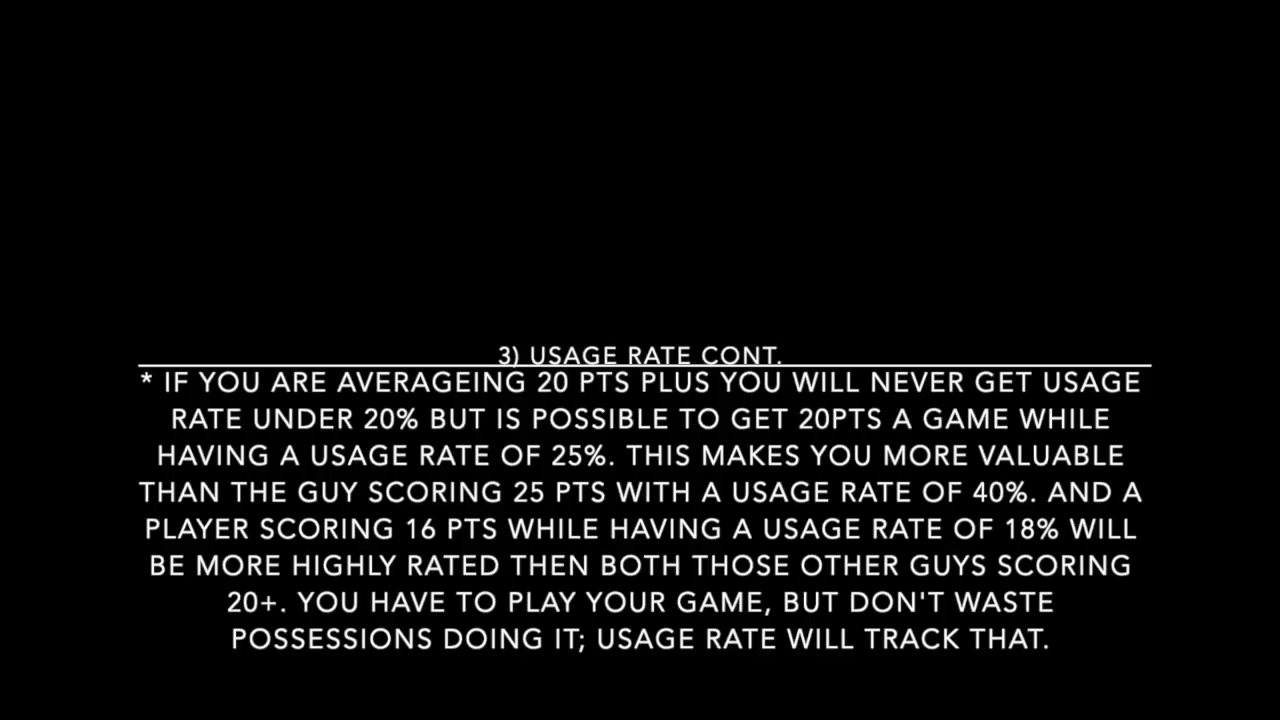 3) USAGE RATE CONT.
* IF YOU ARE AVERAGEING 20 PTS PLUS YOU WILL NEVER GET USAGE
RATE UNDER 20% BUT IS POSSIBLE TO GET 20PTS A GAME WHILE
HAVING A USAGE RATE OF 25%. THIS MAKES YOU MORE VALUABLE
THAN THE GUY SCORING 25 PTS WITH A USAGE RATE OF 40%. AND A
PLAYER SCORING 16 PTS WHILE HAVING A USAGE RATE OF 18% WILL
BE MORE HIGHLY RATED THEN BOTH THOSE OTHER GUYS SCORING
20+. YOU HAVE TO PLAY YOUR GAME, BUT DON'T WASTE
POSSESSIONS DOING IT; USAGE RATE WILL TRACK THAT.